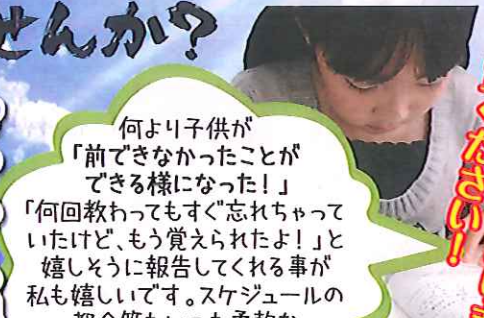 せんか?
何より子供が
「前できなかったことが
できる様になった!」
「何回教わってもすぐ忘れちゃって
いたけど、もう覚えられたよ!」と
嬉しそうに報告してくれる事が
私も嬉しいです。スケジュールの
ください!